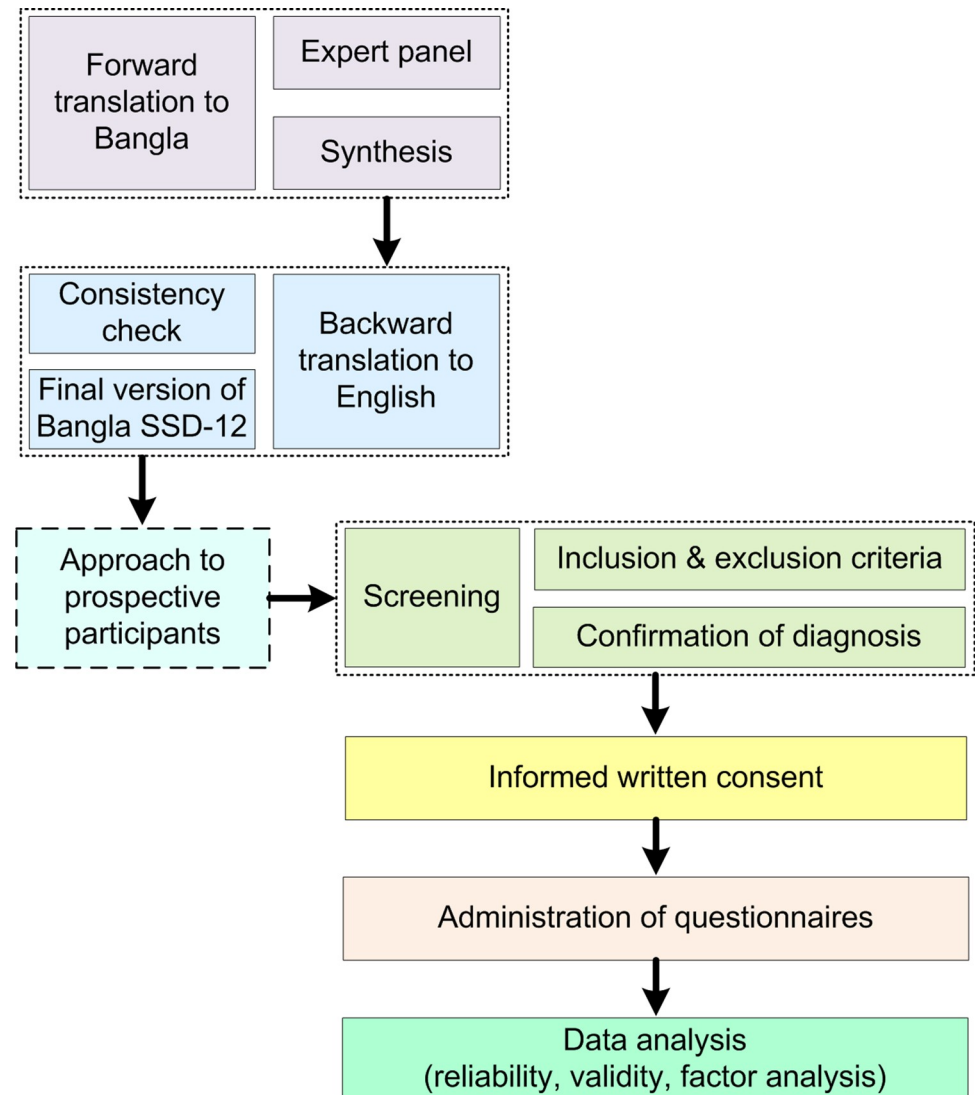 Forward
translation to
Bangla
Expert panel
Synthesis
Consistency
check
Final version of
Bangla SSD-12
Backward
translation to
English
Approach to
prospective
participants
Screening
Inclusion & exclusion criteria
Confirmation of diagnosis
Informed written consent
Administration of questionnaires
Data analysis
(reliability, validity, factor analysis)